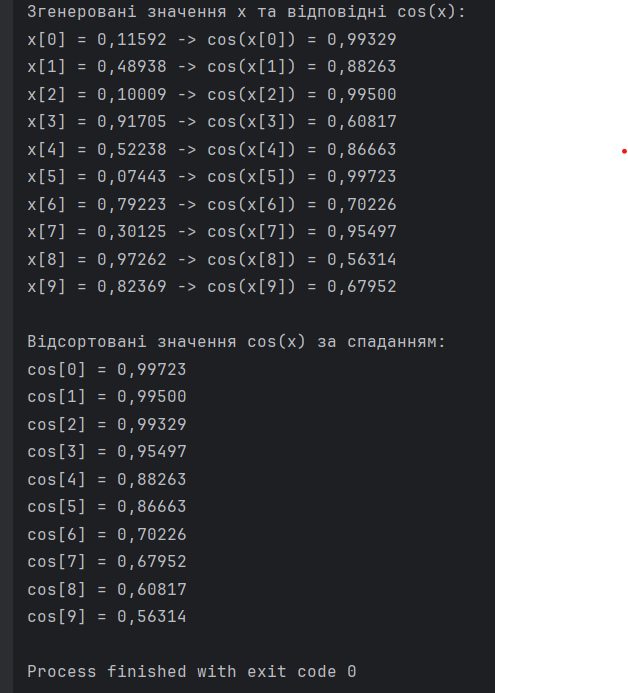 Згенеровані значення x та відповідні cos(x):
x[0] = 0,11592 -> cos(x[0]) = 0,99329
x[1] = 0,48938 -> cos(x[1]) = 0,88263
x[2] = 0,10009 -> cos(x[2]) = 0,99500
x[3] = 0,91705 -> cos(x[3]) = 0,60817
x[4] = 0,52238 -> cos(x[4]) = 0,86663
x[5] = 0,07443 -> cos(x[5]) = 0,99723
x[6] = 0,79223 -> cos(x[6]) = 0,70226
x[7] = 0,30125 -> cos(x[7]) = 0,95497
x[8] = 0,97262 -> cos(x[8]) = 0,56314
x[9] = 0,82369 -> cos(x[9]) = 0,67952
Відсортовані значення cos(x) за спаданням:
cos[0] = 0,99723
cos[1] = 0,99500
cos[2] = 0,99329
cos[3] = 0,95497
cos[4] = 0,88263
cos[5] = 0,86663
cos[6] = 0,70226
cos[7] = 0,67952
cos[8] = 0,60817
cos[9] = 0,56314
Process finished with exit code 0